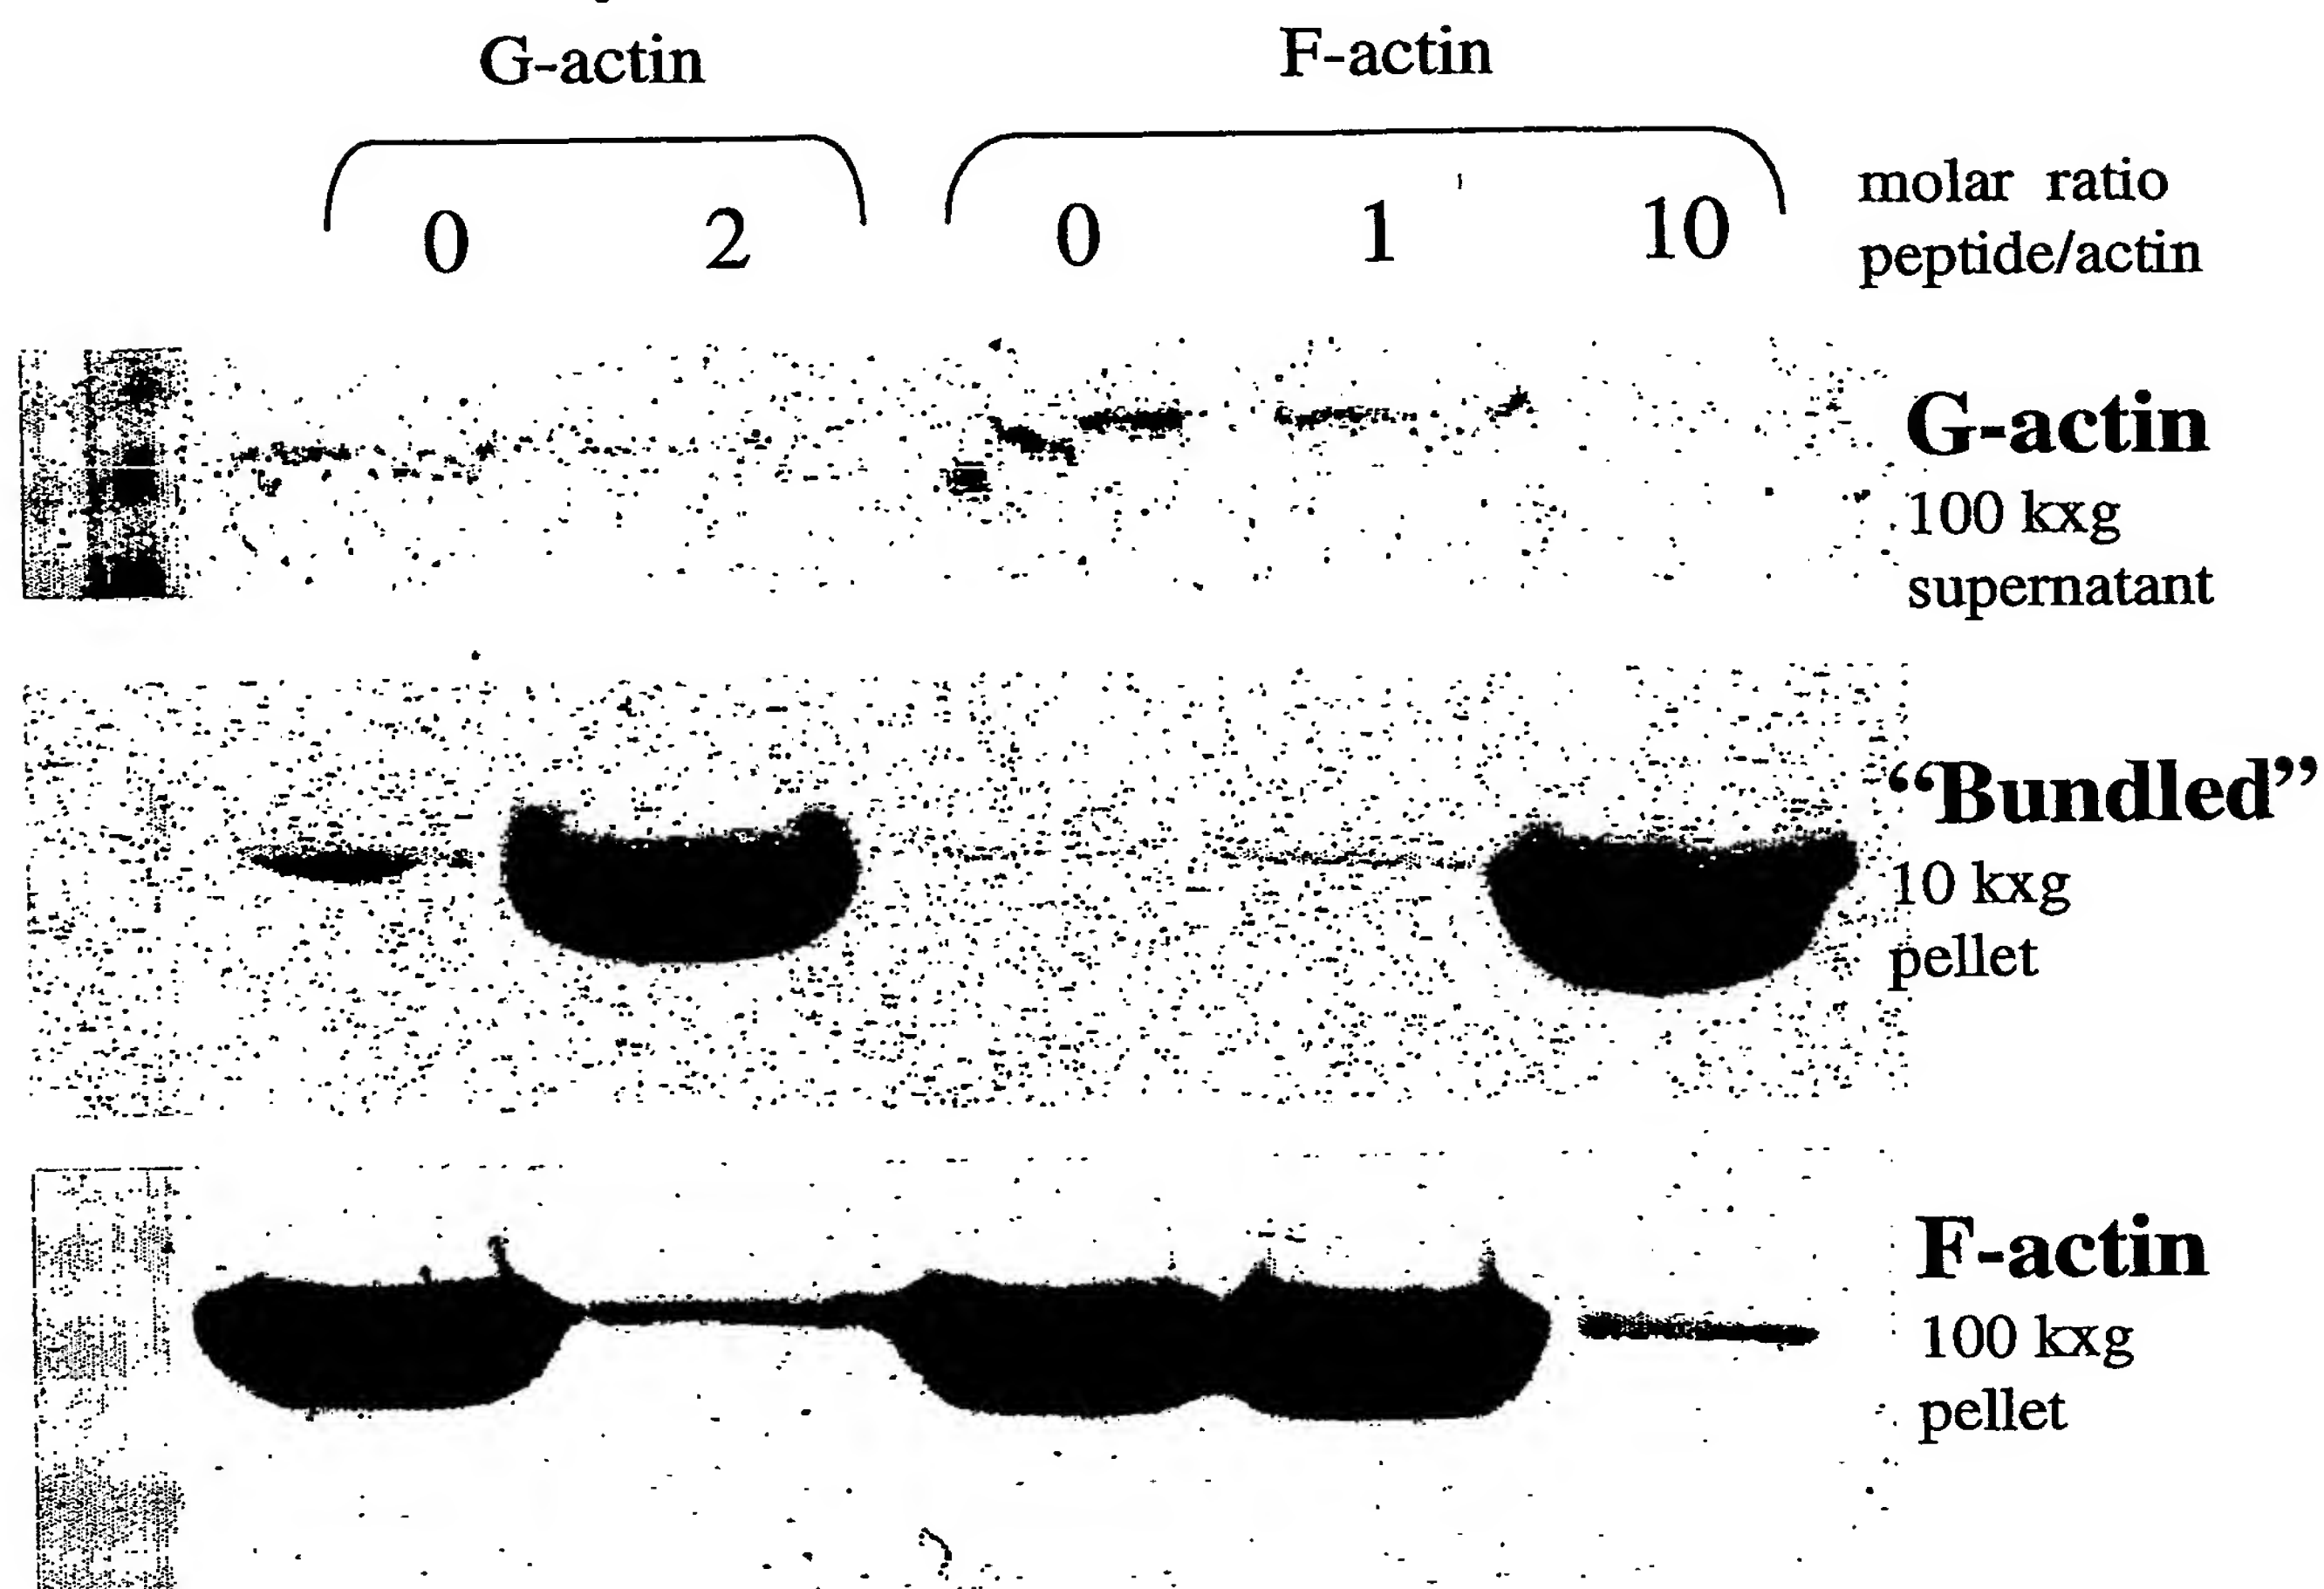 G-actin F-actin
0 2 0 1 10
molar ratio
peptide/actin
G-actin
100 kxg
supernatant
“Bundled”
10 kxg
pellet
F-actin
100 kxg
pellet